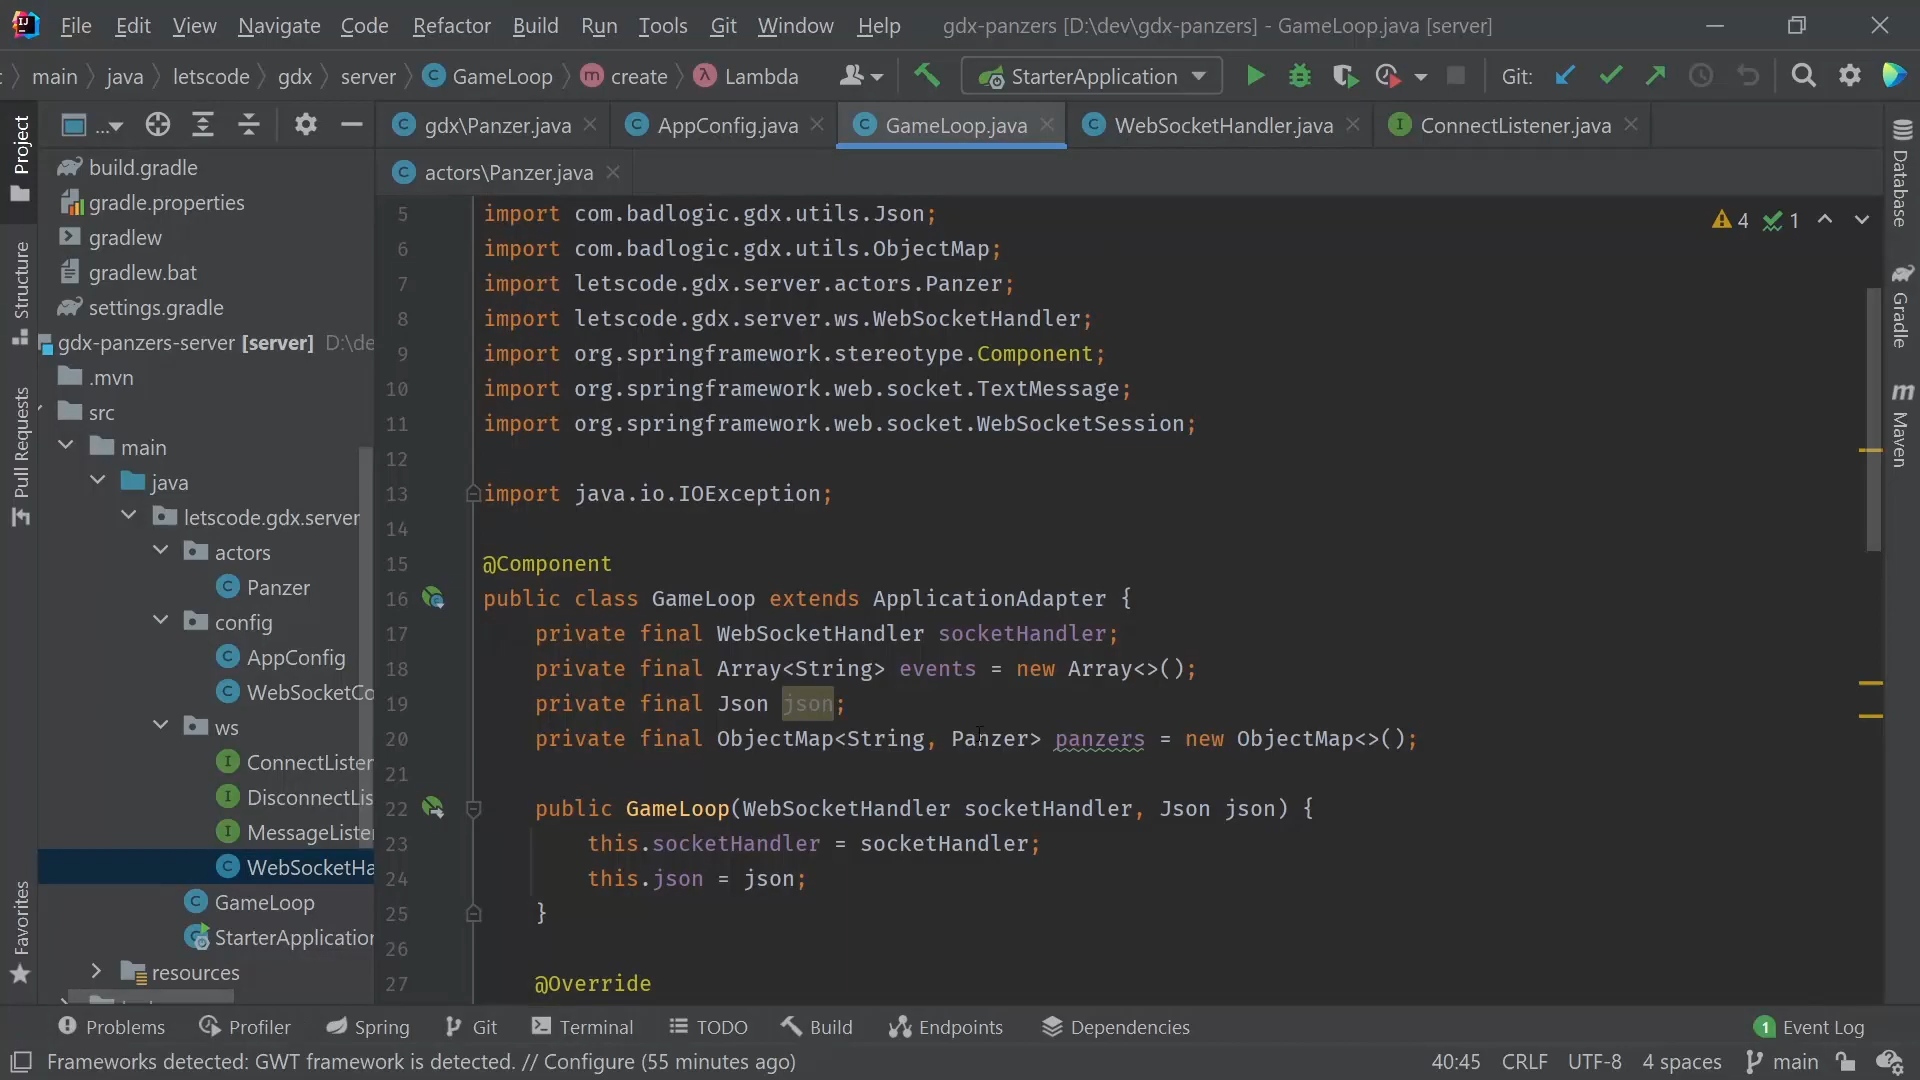 File Edit View Navigate Code Refactor Build Run Tools Git Window Help gdx-panzers [D:\dev\gdx-panzers] - GameLoop.java [server]
main java letscode gdx server GameLoop create Lambda StarterApplication Git:
Project
...
gdx\Panzer.java AppConfig.java GameLoop.java WebSocketHandler.java ConnectListener.java
actors\Panzer.java
build.gradle
gradle.properties
gradlew
gradlew.bat
settings.gradle
gdx-panzers-server [server] D:\de
.mvn
src
main
java
letscode.gdx.server
actors
Panzer
config
AppConfig
WebSocketCo
ws
ConnectLister
DisconnectLis
MessageListe
WebSocketHa
GameLoop
StarterApplication
resources
Structure
Pull Requests
Favorites
4 1
5 import com.badlogic.gdx.utils.Json;
6 import com.badlogic.gdx.utils.ObjectMap;
7 import letscode.gdx.server.actors.Panzer;
8 import letscode.gdx.server.ws.WebSocketHandler;
9 import org.springframework.stereotype.Component;
10 import org.springframework.web.socket.TextMessage;
11 import org.springframework.web.socket.WebSocketSession;
12
13 import java.io.IOException;
14
15 @Component
16 public class GameLoop extends ApplicationAdapter {
17 private final WebSocketHandler socketHandler;
18 private final Array<String> events = new Array<>();
19 private final Json json;
20 private final ObjectMap<String, Panzer> panzers = new ObjectMap<>();
21
22 public GameLoop(WebSocketHandler socketHandler, Json json) {
23 this.socketHandler = socketHandler;
24 this.json = json;
25 }
26
27 @Override
Database
Gradle
m Maven
Problems Profiler Spring Git Terminal TODO Build Endpoints Dependencies 1 Event Log
Frameworks detected: GWT framework is detected. // Configure (55 minutes ago) 40:45 CRLF UTF-8 4 spaces main